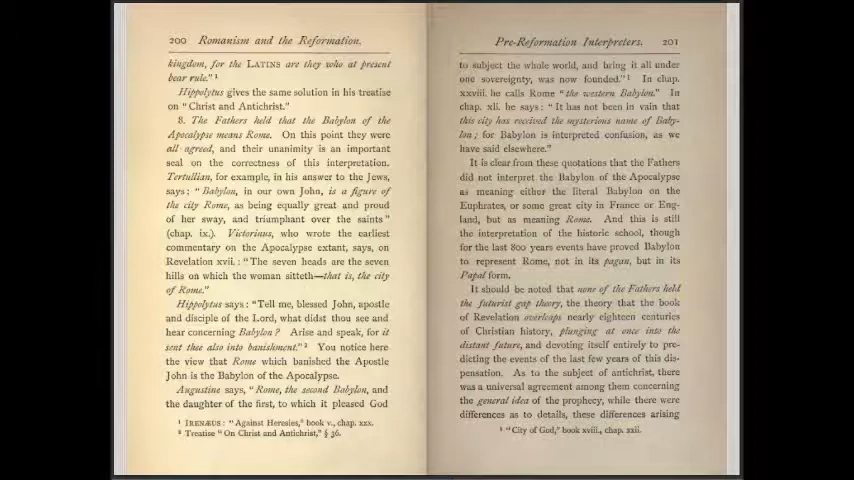 200 Romanism and the Reformation.
kingdom, for the LATINS are they who at present
bear rule." 1
Hippolytus gives the same solution in his treatise
on "Christ and Antichrist."
8. The Fathers held that the Babylon of the
Apocalypse means Rome. On this point they were
all agreed, and their unanimity is an important
seal on the correctness of this interpretation.
Tertullian, for example, in his answer to the Jews,
says: "Babylon, in our own John, is a figure of
the city Rome, as being equally great and proud
of her sway, and triumphant over the saints"
(chap. ix.). Victorinus, who wrote the earliest
commentary on the Apocalypse extant, says, on
Revelation xvii.: "The seven heads are the seven
hills on which the woman sitteth—that is, the city
of Rome."
Hippolytus says: "Tell me, blessed John, apostle
and disciple of the Lord, what didst thou see and
hear concerning Babylon? Arise and speak, for it
sent thee also into banishment." 2 You notice here
the view that Rome which banished the Apostle
John is the Babylon of the Apocalypse.
Augustine says, "Rome, the second Babylon, and
the daughter of the first, to which it pleased God
1 IRENÆUS: "Against Heresies," book v., chap. xxx.
2 Treatise "On Christ and Antichrist," § 36.
Pre-Reformation Interpreters. 201
to subject the whole world, and bring it all under
one sovereignty, was now founded." 1 In chap.
xxviii. he calls Rome "the western Babylon." In
chap. xli. he says: "It has not been in vain that
this city has received the mysterious name of Baby-
lon; for Babylon is interpreted confusion, as we
have said elsewhere."
It is clear from these quotations that the Fathers
did not interpret the Babylon of the Apocalypse
as meaning either the literal Babylon on the
Euphrates, or some great city in France or Eng-
land, but as meaning Rome. And this is still
the interpretation of the historic school, though
for the last 800 years events have proved Babylon
to represent Rome, not in its pagan, but in its
Papal form.
It should be noted that none of the Fathers held
the futurist gap theory, the theory that the book
of Revelation overleaps nearly eighteen centuries
of Christian history, plunging at once into the
distant future, and devoting itself entirely to pre-
dicting the events of the last few years of this dis-
pensation. As to the subject of antichrist, there
was a universal agreement among them concerning
the general idea of the prophecy, while there were
differences as to details, these differences arising
1 "City of God," book xviii., chap. xxii.